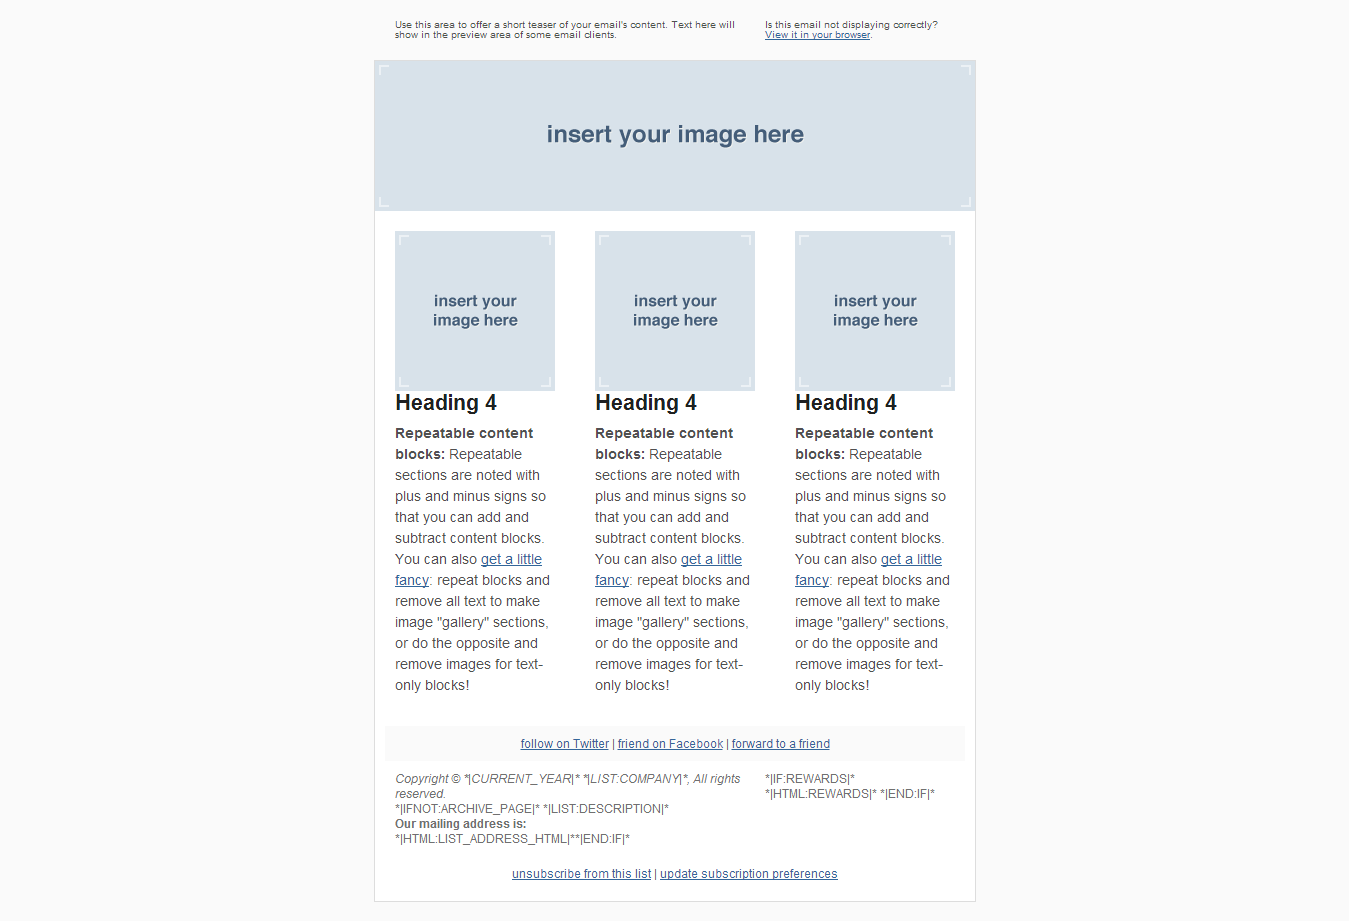 Use this area to offer a short teaser of your email's content. Text here will
show in the preview area of some email clients.
Is this email not displaying correctly?
View it in your browser.
insert your image here
insert your
image here
Heading 4
Repeatable content
blocks: Repeatable
sections are noted with
plus and minus signs so
that you can add and
subtract content blocks.
You can also get a little
fancy: repeat blocks and
remove all text to make
image "gallery" sections,
or do the opposite and
remove images for text-
only blocks!
insert your
image here
Heading 4
Repeatable content
blocks: Repeatable
sections are noted with
plus and minus signs so
that you can add and
subtract content blocks.
You can also get a little
fancy: repeat blocks and
remove all text to make
image "gallery" sections,
or do the opposite and
remove images for text-
only blocks!
insert your
image here
Heading 4
Repeatable content
blocks: Repeatable
sections are noted with
plus and minus signs so
that you can add and
subtract content blocks.
You can also get a little
fancy: repeat blocks and
remove all text to make
image "gallery" sections,
or do the opposite and
remove images for text-
only blocks!
follow on Twitter | friend on Facebook | forward to a friend
Copyright © *|CURRENT_YEAR|* *|LIST:COMPANY|*, All rights
reserved.
*|IFNOT:ARCHIVE_PAGE|* *|LIST:DESCRIPTION|*
Our mailing address is:
*|HTML:LIST_ADDRESS_HTML|**|END:IF|*
*|IF:REWARDS|*
*|HTML:REWARDS|* *|END:IF|*
unsubscribe from this list | update subscription preferences